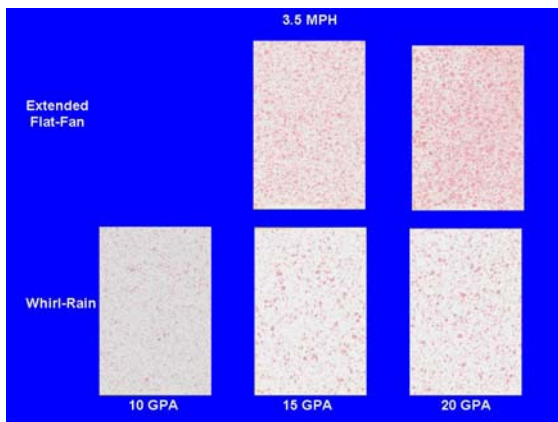 3.5 MPH
Extended
Flat-Fan
Whirl-Rain
10 GPA
15 GPA
20 GPA